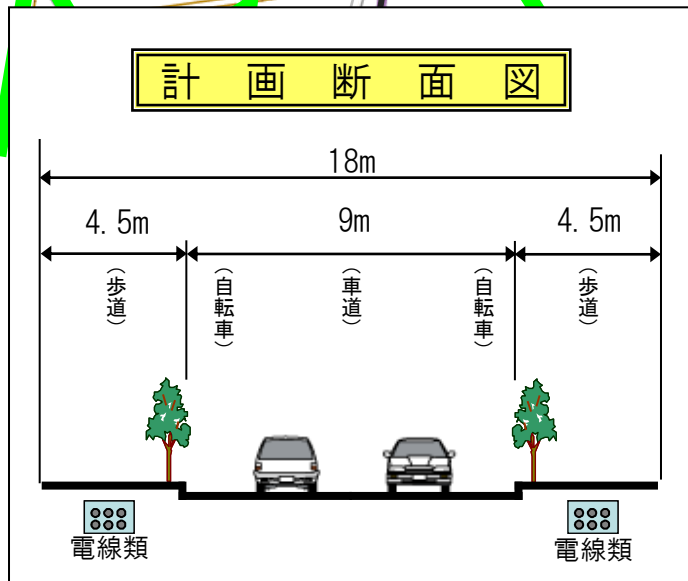 計画断面図
18m
4.5m
9m
4.5m
(歩道)
(自転車)
(車道)
(自転車)
(歩道)
電線類
電線類